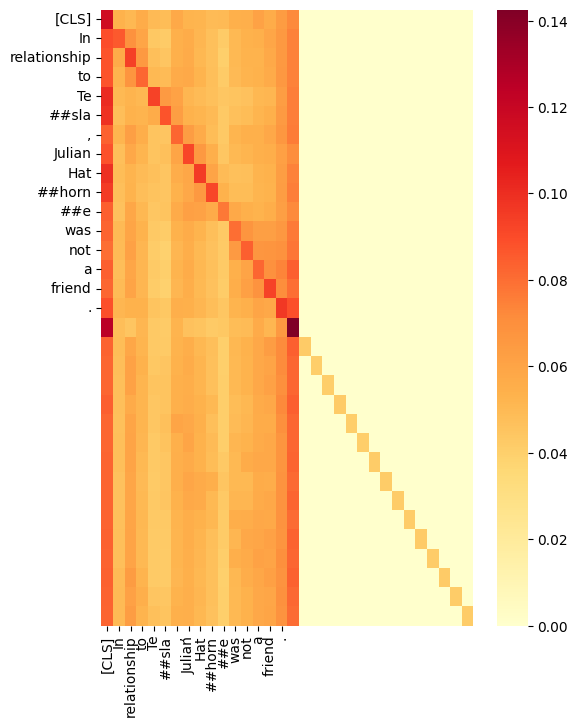 [CLS]
In
relationship
to
Te
##sla
,
Julian
Hat
##horn
##e
was
not
a
friend
.
0.14
0.12
0.10
0.08
0.06
0.04
0.02
0.00
[CLS]
In
relationship
to
Te
##sla
,
Julian
Hat
##horn
##e
was
not
a
friend
.